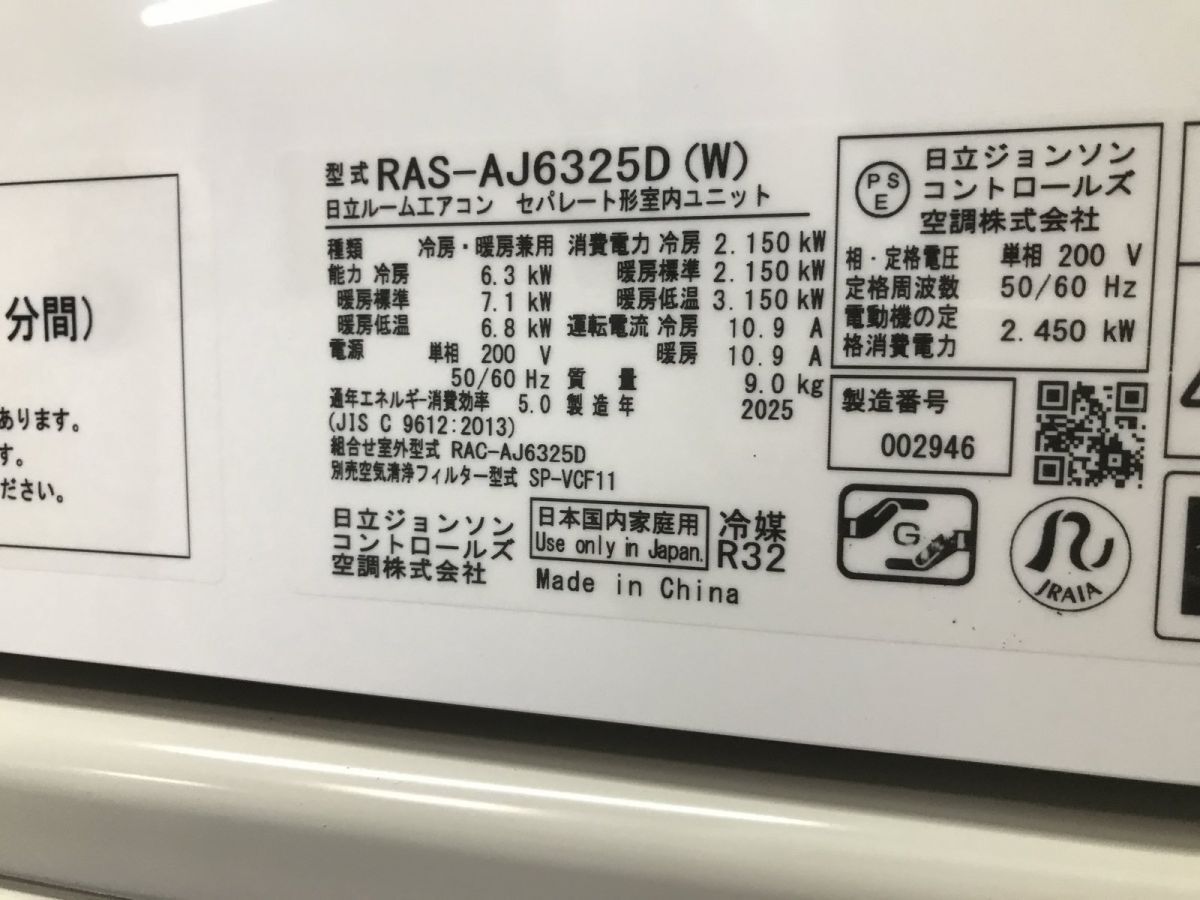 分間)
あります。
す。
ださい。
型式 RAS-AJ6325D(W)
日立ルームエアコン セパレート形室内ユニット
種類 冷房・暖房兼用
能力 冷房 6.3 kW
暖房標準 7.1 kW
暖房低温 6.8 kW
電源 単相 200 V
50/60 Hz
通年エネルギー消費効率 5.0
(JIS C 9612:2013)
組合せ室外型式 RAC-AJ6325D
別売空気清浄フィルター型式 SP-VCF11
消費電力 冷房 2.150 kW
暖房標準 2.150 kW
暖房低温 3.150 kW
運転電流 冷房 10.9 A
暖房 10.9 A
質量 9.0 kg
製造年 2025
日立ジョンソン
コントロールズ
空調株式会社
日本国内家庭用
Use only in Japan.
冷媒
R32
Made in China
PSE
日立ジョンソン
コントロールズ
空調株式会社
相・定格電圧 単相 200 V
定格周波数 50/60 Hz
電動機の定
格消費電力 2.450 kW
製造番号
002946
G
JRAIA